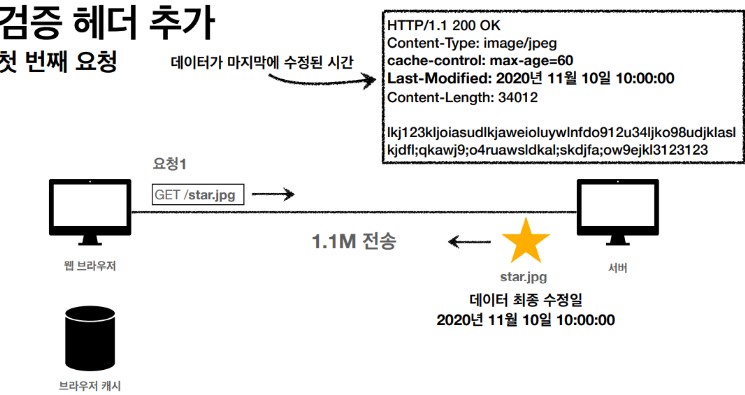 검증 헤더 추가
첫 번째 요청
데이터가 마지막에 수정된 시간
HTTP/1.1 200 OK
Content-Type: image/jpeg
cache-control: max-age=60
Last-Modified: 2020년 11월 10일 10:00:00
Content-Length: 34012
lkj123kljoiasudlkjaweioluywlnfdo912u34ljko98udjklasl
kjdfl;qkawj9;o4ruawsldkal;skdjfa;ow9ejkl3123123
요청1
GET /star.jpg
1.1M 전송
star.jpg
웹 브라우저
서버
데이터 최종 수정일
2020년 11월 10일 10:00:00
브라우저 캐시